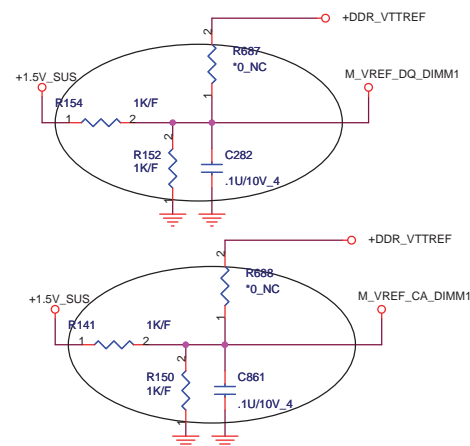 +DDR_VTTREF
2
R687
*0_NC
+1.5V_SUS
M_VREF_DQ_DIMM1
R154
1K/F
1
1
2
2
R152
1K/F
C282
.1U/10V_4
1
+DDR_VTTREF
2
R688
*0_NC
+1.5V_SUS
M_VREF_CA_DIMM1
R141
1K/F
1
1
2
2
R150
1K/F
C861
.1U/10V_4
1